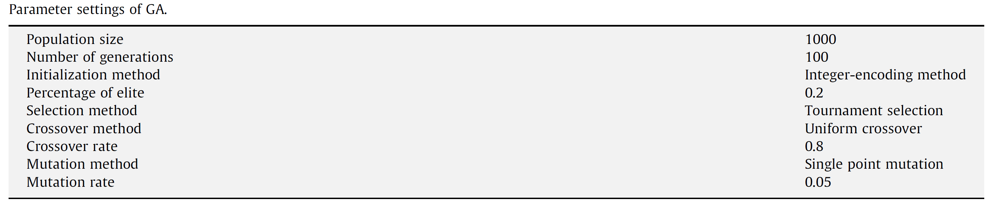 Parameter settings of GA.
Population size 1000
Number of generations 100
Initialization method Integer-encoding method
Percentage of elite 0.2
Selection method Tournament selection
Crossover method Uniform crossover
Crossover rate 0.8
Mutation method Single point mutation
Mutation rate 0.05